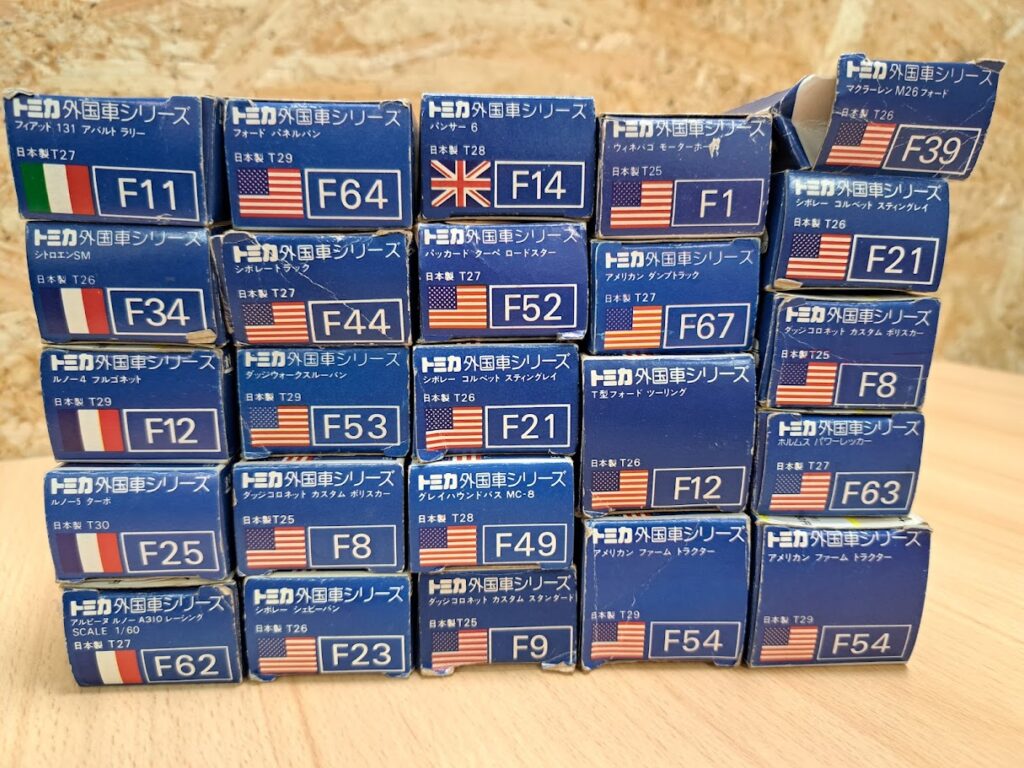 トミカ 外国車シリーズ
フィアット 131 アバルト ラリー
日本製 T27
F11
トミカ 外国車シリーズ
シトロエンSM
日本製 T26
F34
トミカ 外国車シリーズ
ルノー4 フルゴネット
日本製 T29
F12
トミカ 外国車シリーズ
ルノー5 ターボ
日本製 T30
F25
トミカ 外国車シリーズ
アルピーヌ ルノー A310 レーシング
SCALE 1/60
日本製 T27
F62
トミカ 外国車シリーズ
フォード パネルバン
日本製 T29
F64
トミカ 外国車シリーズ
シボレートラック
日本製 T27
F44
トミカ 外国車シリーズ
ダッジウォークスルーバン
日本製 T29
F53
トミカ 外国車シリーズ
ダッジコロネット カスタム ポリスカー
日本製 T25
F8
トミカ 外国車シリーズ
シボレー シェビーバン
日本製 T26
F23
トミカ 外国車シリーズ
パンサー 6
日本製 T28
F14
トミカ 外国車シリーズ
パッカード クーペ ロードスター
日本製 T27
F52
トミカ 外国車シリーズ
シボレー コルベット スティングレイ
日本製 T26
F21
トミカ 外国車シリーズ
グレイハウンドバス MC-8
日本製 T28
F49
トミカ 外国車シリーズ
ダッジコロネット カスタム スタンダード
日本製 T25
F9
トミカ 外国車シリーズ
ウィネバゴ モーターホーム
日本製 T25
F1
トミカ 外国車シリーズ
アメリカン ダンプトラック
日本製 T27
F67
トミカ 外国車シリーズ
T型フォード ツーリング
日本製 T26
F12
トミカ 外国車シリーズ
アメリカン ファーム トラクター
日本製 T29
F54
トミカ 外国車シリーズ
マクラーレン M26 フォード
日本製 T26
F39
トミカ 外国車シリーズ
シボレー コルベット スティングレイ
日本製 T26
F21
トミカ 外国車シリーズ
ダッジコロネット カスタム ポリスカー
日本製 T25
F8
トミカ 外国車シリーズ
ホルムス パワーレッカー
日本製 T27
F63
トミカ 外国車シリーズ
アメリカン ファーム トラクター
日本製 T29
F54